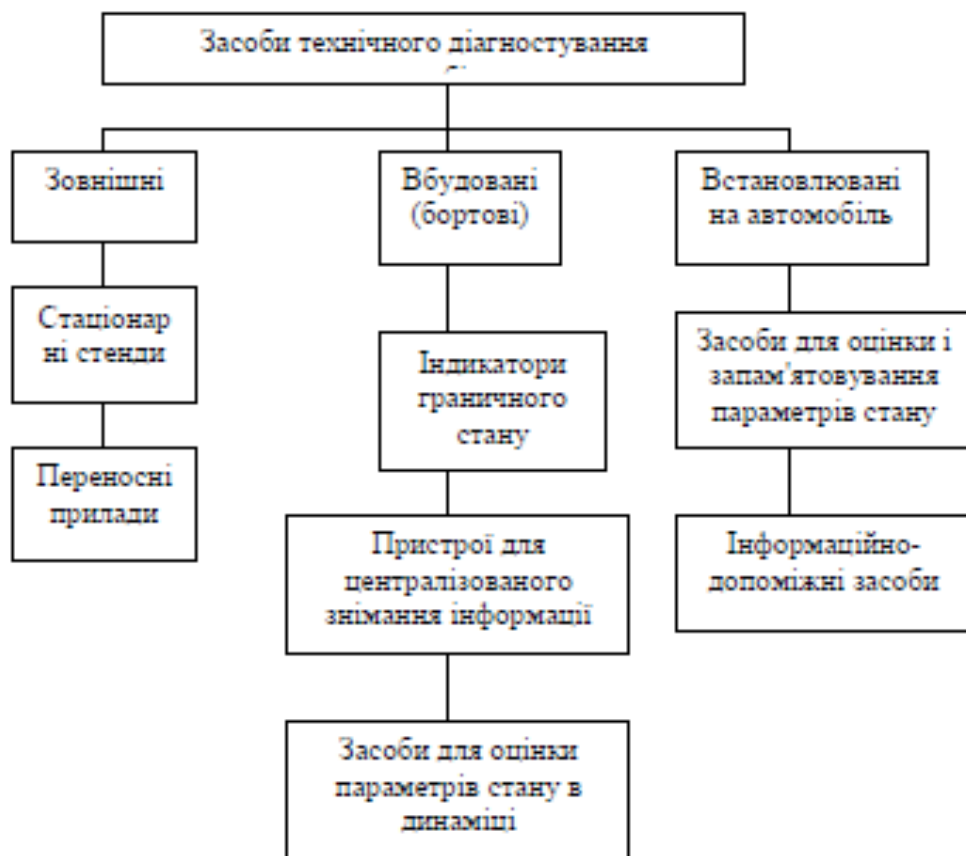 Засоби технічного діагностування
Зовнішні
Стаціонар
ні стенди
Переносні
прилади
Вбудовані
(бортові)
Індикатори
граничного
стану
Пристрої для
централізованого
знімання інформації
Засоби для оцінки
параметрів стану в
динаміці
Встановлювані
на автомобіль
Засоби для оцінки і
запам'ятовування
параметрів стану
Інформаційно-
допоміжні засоби